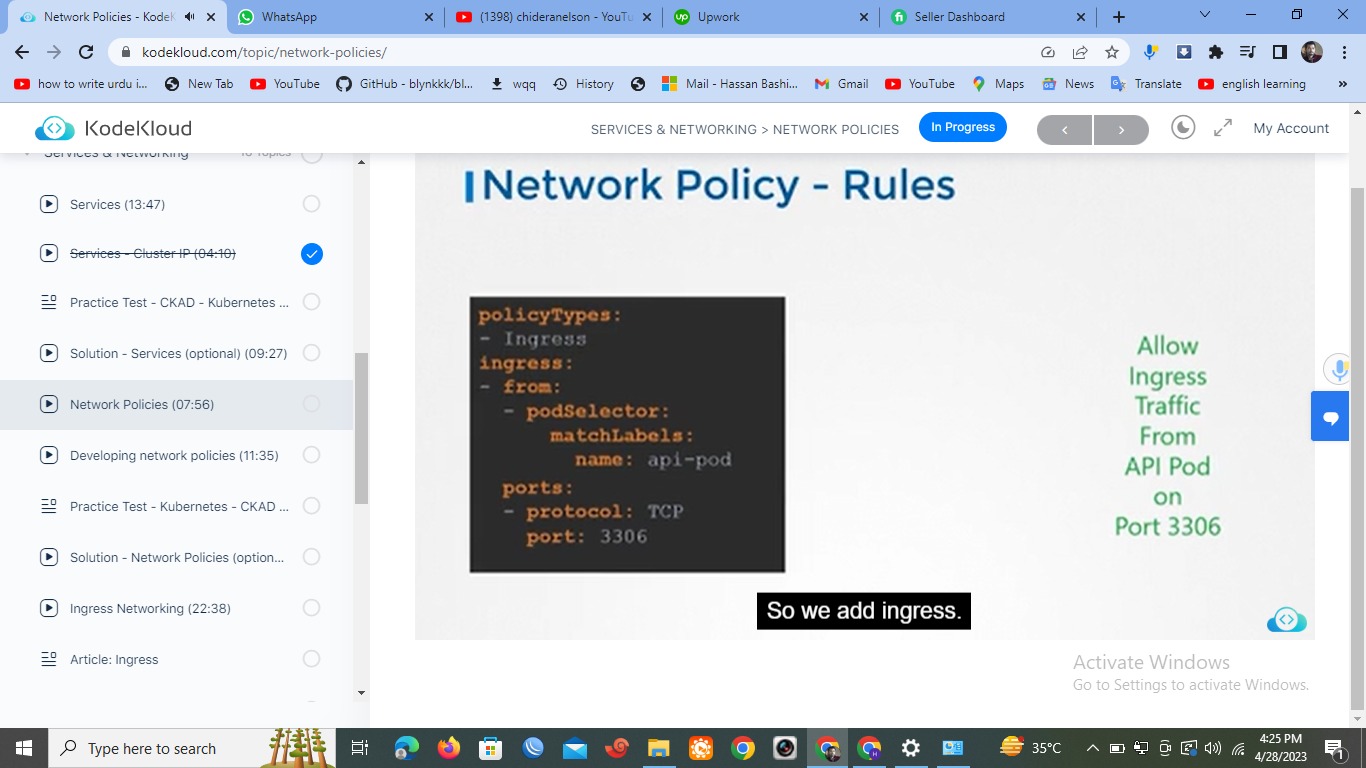 Network Policies - Kodek
WhatsApp
(1398) chideranelson - YouTu
Upwork
Seller Dashboard
kodekloud.com/topic/network-policies/
how to write urdu i...
New Tab
YouTube
GitHub - blynkkk/bl...
wqq
History
Mail - Hassan Bashi...
Gmail
YouTube
Maps
News
Translate
english learning
KodeKloud
SERVICES & NETWORKING > NETWORK POLICIES
In Progress
My Account
Services & Networking
Topics
Services (13:47)
Services - Cluster IP (04:10)
Practice Test - CKAD - Kubernetes ...
Solution - Services (optional) (09:27)
Network Policies (07:56)
Developing network policies (11:35)
Practice Test - Kubernetes - CKAD ...
Solution - Network Policies (option...
Ingress Networking (22:38)
Article: Ingress
Network Policy - Rules
policyTypes:
- Ingress
ingress:
- from:
- podSelector:
matchLabels:
name: api-pod
ports:
- protocol: TCP
port: 3306
Allow
Ingress
Traffic
From
API Pod
on
Port 3306
So we add ingress.
Activate Windows
Go to Settings to activate Windows.
Type here to search
35°C
4:25 PM
4/28/2023
1